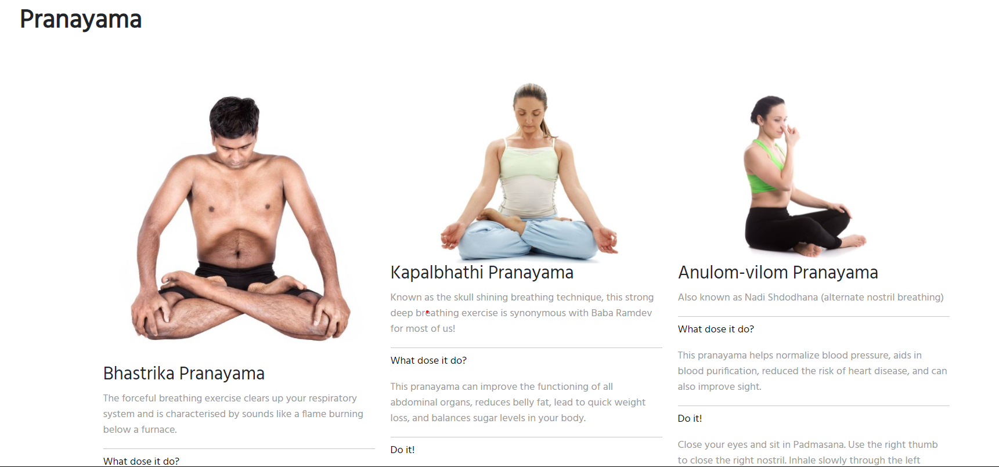 Pranayama
Bhastrika Pranayama
The forceful breathing exercise clears up your respiratory
system and is characterised by sounds like a flame burning
below a furnace.
What dose it do?
Kapalbhathi Pranayama
Known as the skull shining breathing technique, this strong
deep breathing exercise is synonymous with Baba Ramdev
for most of us!
What dose it do?
This pranayama can improve the functioning of all
abdominal organs, reduces belly fat, lead to quick weight
loss, and balances sugar levels in your body.
Do it!
Anulom-vilom Pranayama
Also known as Nadi Shdodhana (alternate nostril breathing)
What dose it do?
This pranayama helps normalize blood pressure, aids in
blood purification, reduced the risk of heart disease, and can
also improve sight.
Do it!
Close your eyes and sit in Padmasana. Use the right thumb
to close the right nostril. Inhale slowly through the left